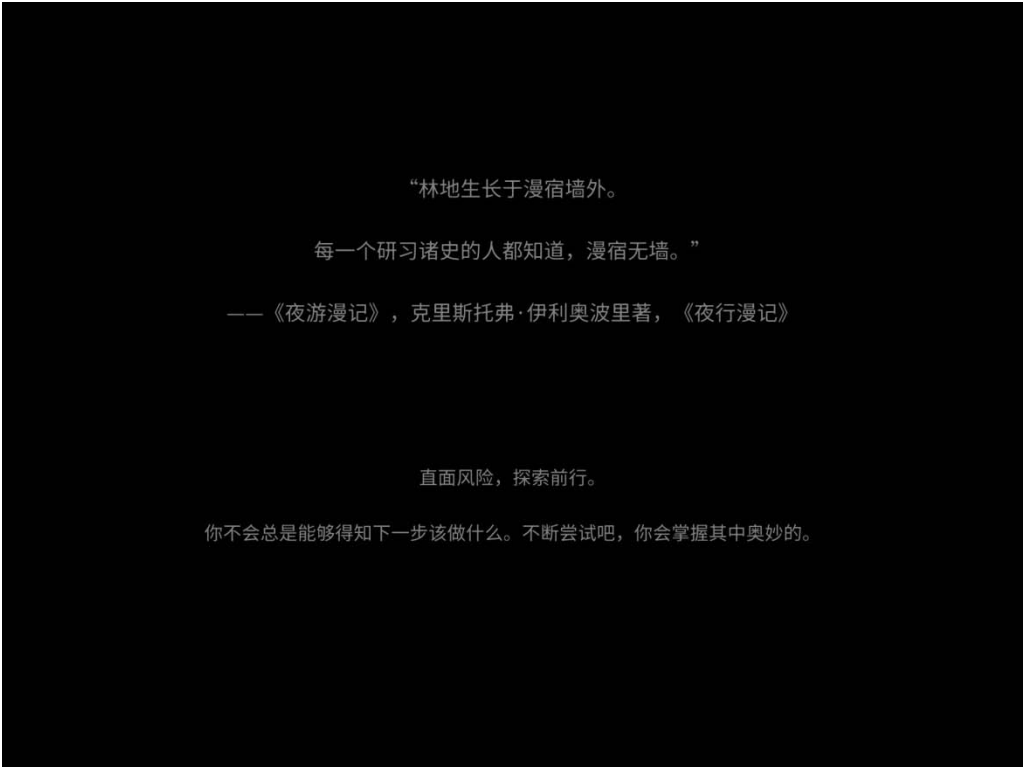 “林地生长于漫宿墙外。
每一个研习诸史的人都知道，漫宿无墙。”
——《夜游漫记》，克里斯托弗·伊利奥波里著，《夜行漫记》
直面风险，探索前行。
你不会总是能够得知下一步该做什么。不断尝试吧，你会掌握其中奥妙的。